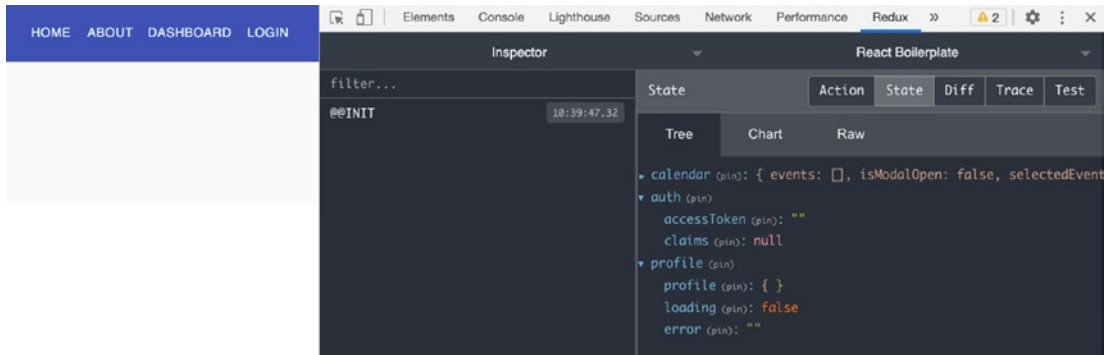 HOME ABOUT DASHBOARD LOGIN
Elements Console Lighthouse Sources Network Performance Redux » 2
Inspector React Boilerplate
filter...
@@INIT 10:39:47.32
State Action State Diff Trace Test
Tree Chart Raw
calendar (pin): { events: [], isModalOpen: false, selectedEvent
auth (pin)
accessToken (pin): ""
claims (pin): null
profile (pin)
profile (pin): { }
loading (pin): false
error (pin): ""